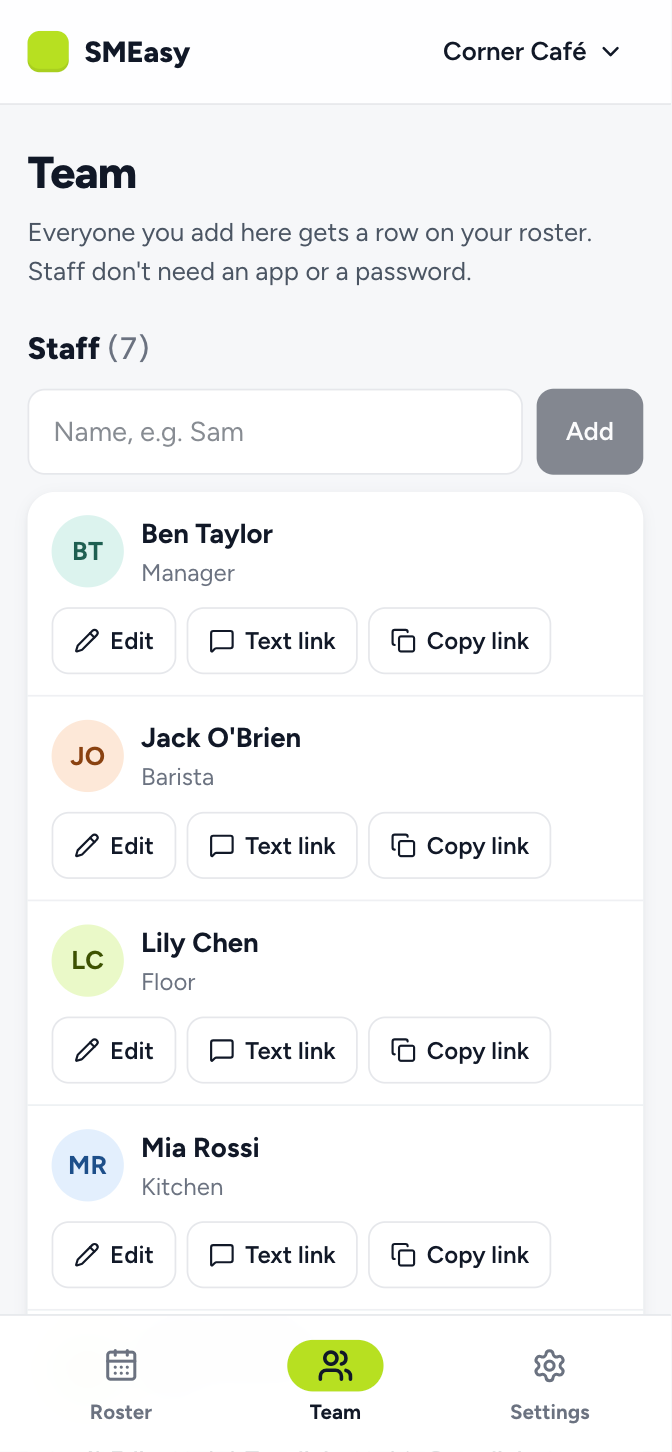 SMEasy
Corner Café
Team
Everyone you add here gets a row on your roster.
Staff don't need an app or a password.
Staff (7)
Name, e.g. Sam
Add
BT
Ben Taylor
Manager
Edit
Text link
Copy link
JO
Jack O'Brien
Barista
Edit
Text link
Copy link
LC
Lily Chen
Floor
Edit
Text link
Copy link
MR
Mia Rossi
Kitchen
Edit
Text link
Copy link
Roster
Team
Settings